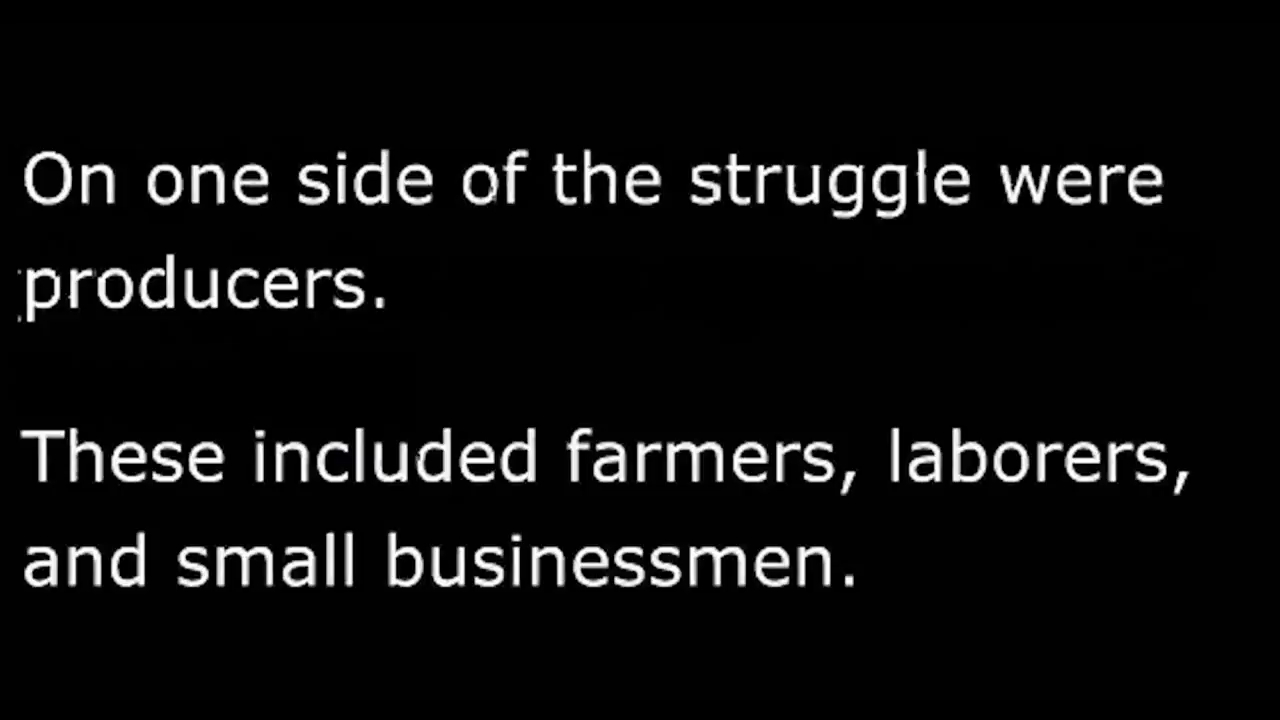 On one side of the struggle were
producers.
These included farmers, laborers,
and small businessmen.